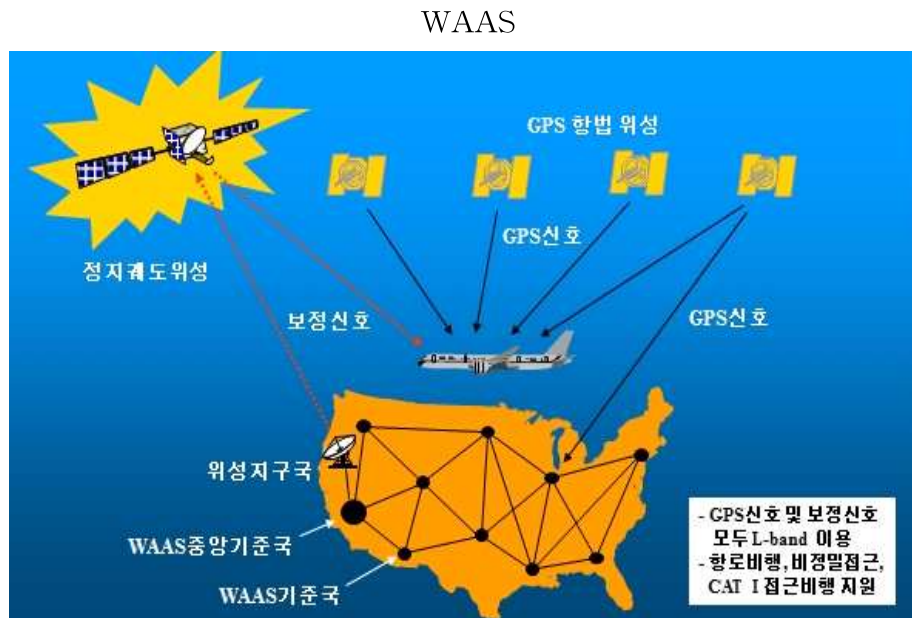 WAAS
GPS 항법 위성
GPS신호
정지궤도위성
보정신호
GPS신호
위성지구국
WAAS중앙기준국
WAAS기준국
- GPS신호 및 보정신호
모두 L-band 이용
- 항로비행, 비정밀접근,
CAT I 접근비행 지원